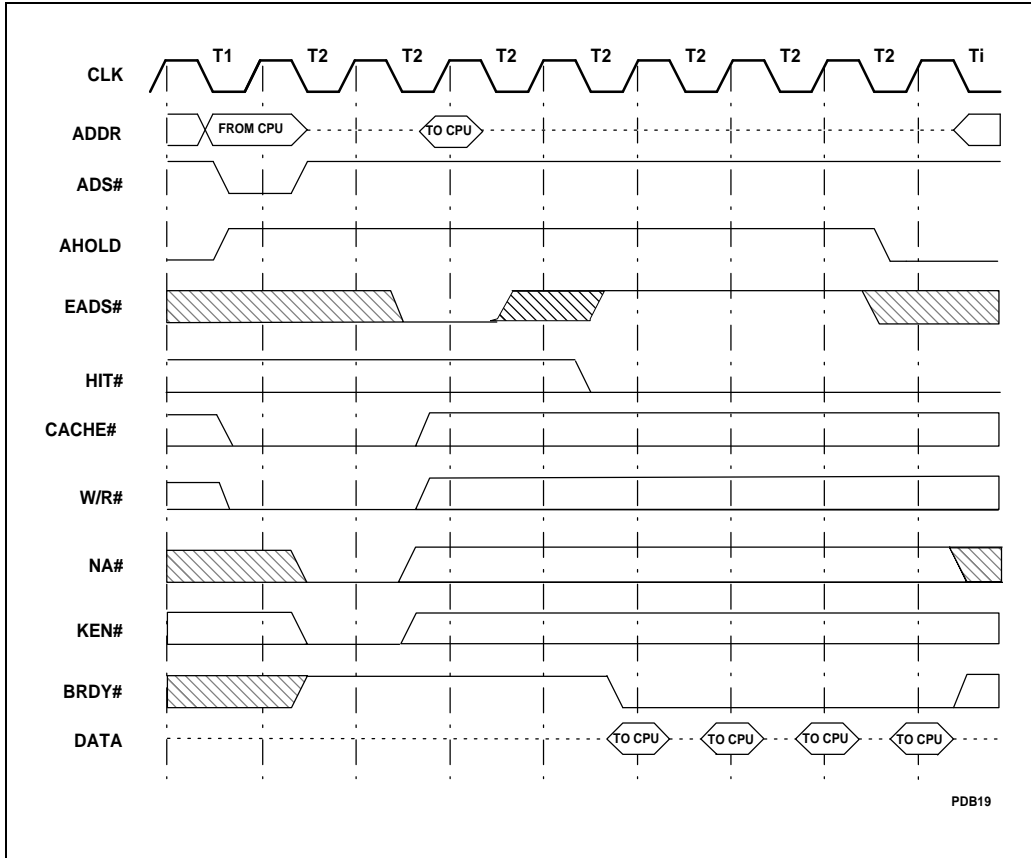 CLK T1 T2 T2 T2 T2 T2 T2 T2 Ti
ADDR FROM CPU TO CPU
ADS#
AHOLD
EADS#
HIT#
CACHE#
W/R#
NA#
KEN#
BRDY#
DATA TO CPU TO CPU TO CPU TO CPU
PDB19